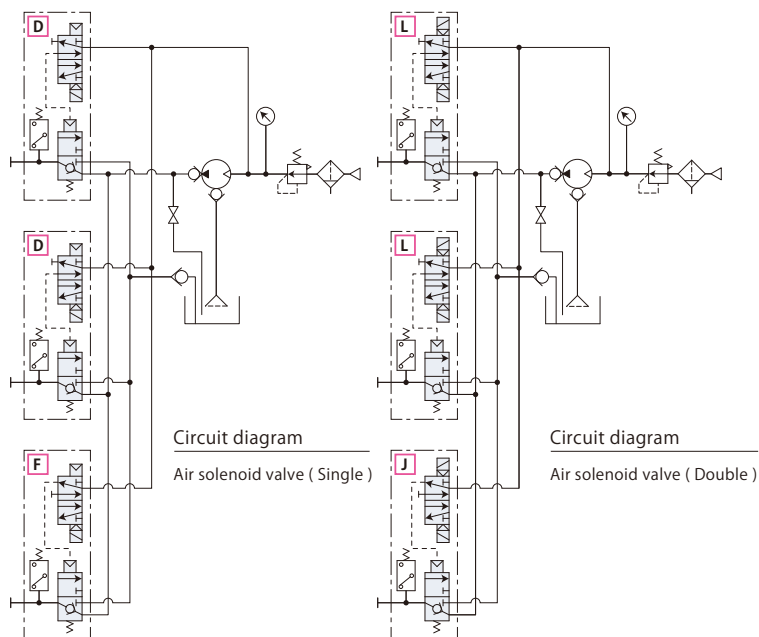 D
D
F
Circuit diagram
Air solenoid valve ( Single )
L
L
J
Circuit diagram
Air solenoid valve ( Double )